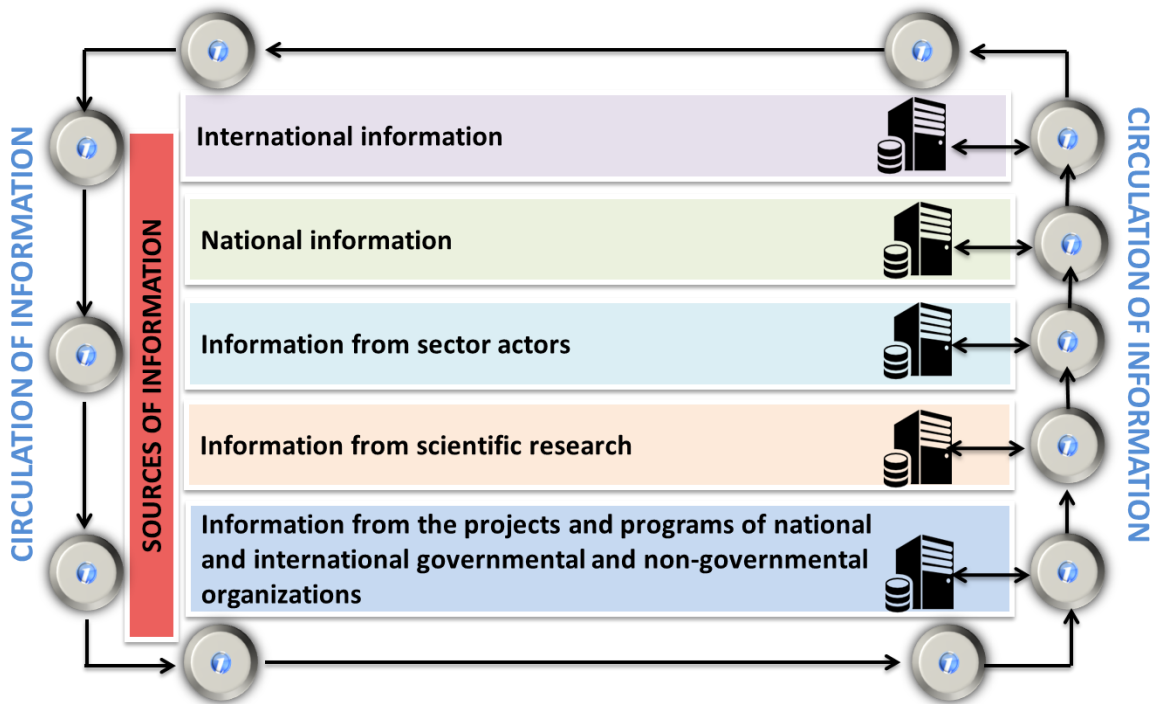 CIRCULATION OF INFORMATION
SOURCES OF INFORMATION
International information
National information
Information from sector actors
Information from scientific research
Information from the projects and programs of national
and international governmental and non-governmental
organizations
CIRCULATION OF INFORMATION